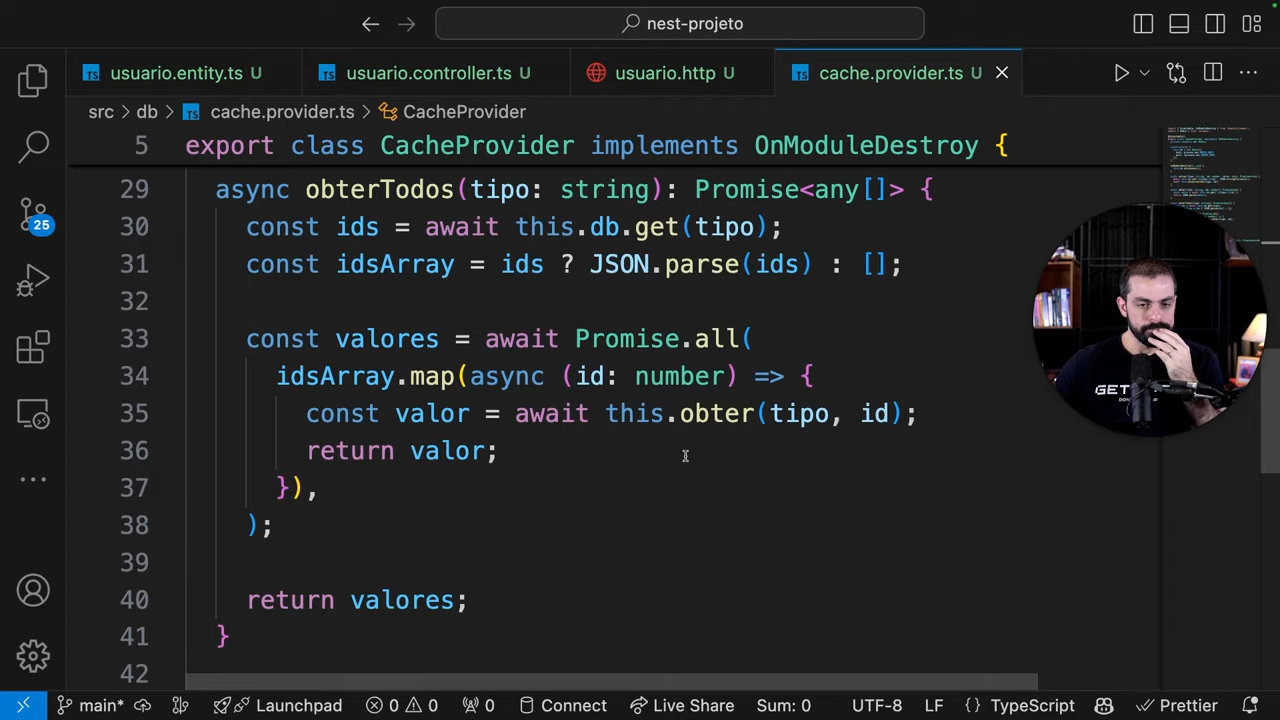 nest-projeto
TS usuario.entity.ts U
TS usuario.controller.ts U
usuario.http U
TS cache.provider.ts U
src > db > TS cache.provider.ts > CacheProvider
5 export class CacheProvider implements OnModuleDestroy {
29 async obterTodos(tipo: string): Promise<any[]> {
30 const ids = await this.db.get(tipo);
31 const idsArray = ids ? JSON.parse(ids) : [];
32
33 const valores = await Promise.all(
34 idsArray.map(async (id: number) => {
35 const valor = await this.obter(tipo, id);
36 return valor;
37 }),
38 );
39
40 return valores;
41 }
42
25
main* Launchpad 0 0 0 Connect Live Share Sum: 0 UTF-8 LF {} TypeScript Prettier